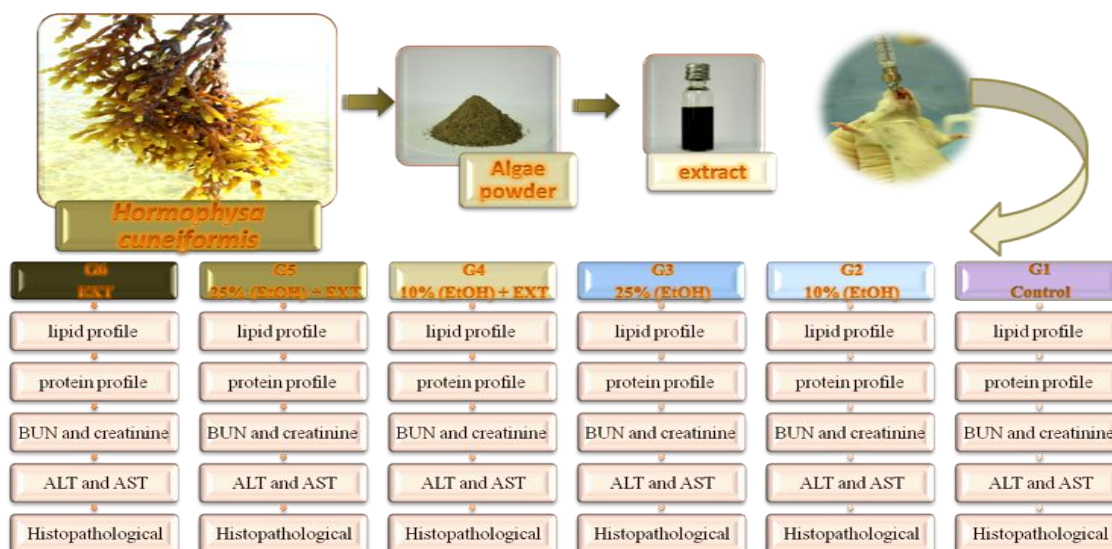 Hormophysa
cuneiformis
Algae
powder
extract
G6
EXT
G5
25% (EtOH) + EXT
G4
10% (EtOH) + EXT
G3
25% (EtOH)
G2
10% (EtOH)
G1
Control
lipid profile
lipid profile
lipid profile
lipid profile
lipid profile
lipid profile
protein profile
protein profile
protein profile
protein profile
protein profile
protein profile
BUN and creatinine
BUN and creatinine
BUN and creatinine
BUN and creatinine
BUN and creatinine
BUN and creatinine
ALT and AST
ALT and AST
ALT and AST
ALT and AST
ALT and AST
ALT and AST
Histopathological
Histopathological
Histopathological
Histopathological
Histopathological
Histopathological